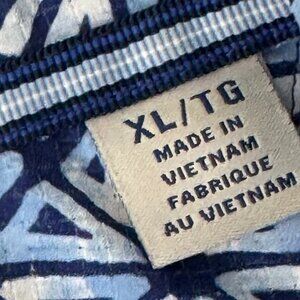 XL/TG
MADE IN
VIETNAM
FABRIQUE
AU VIETNAM